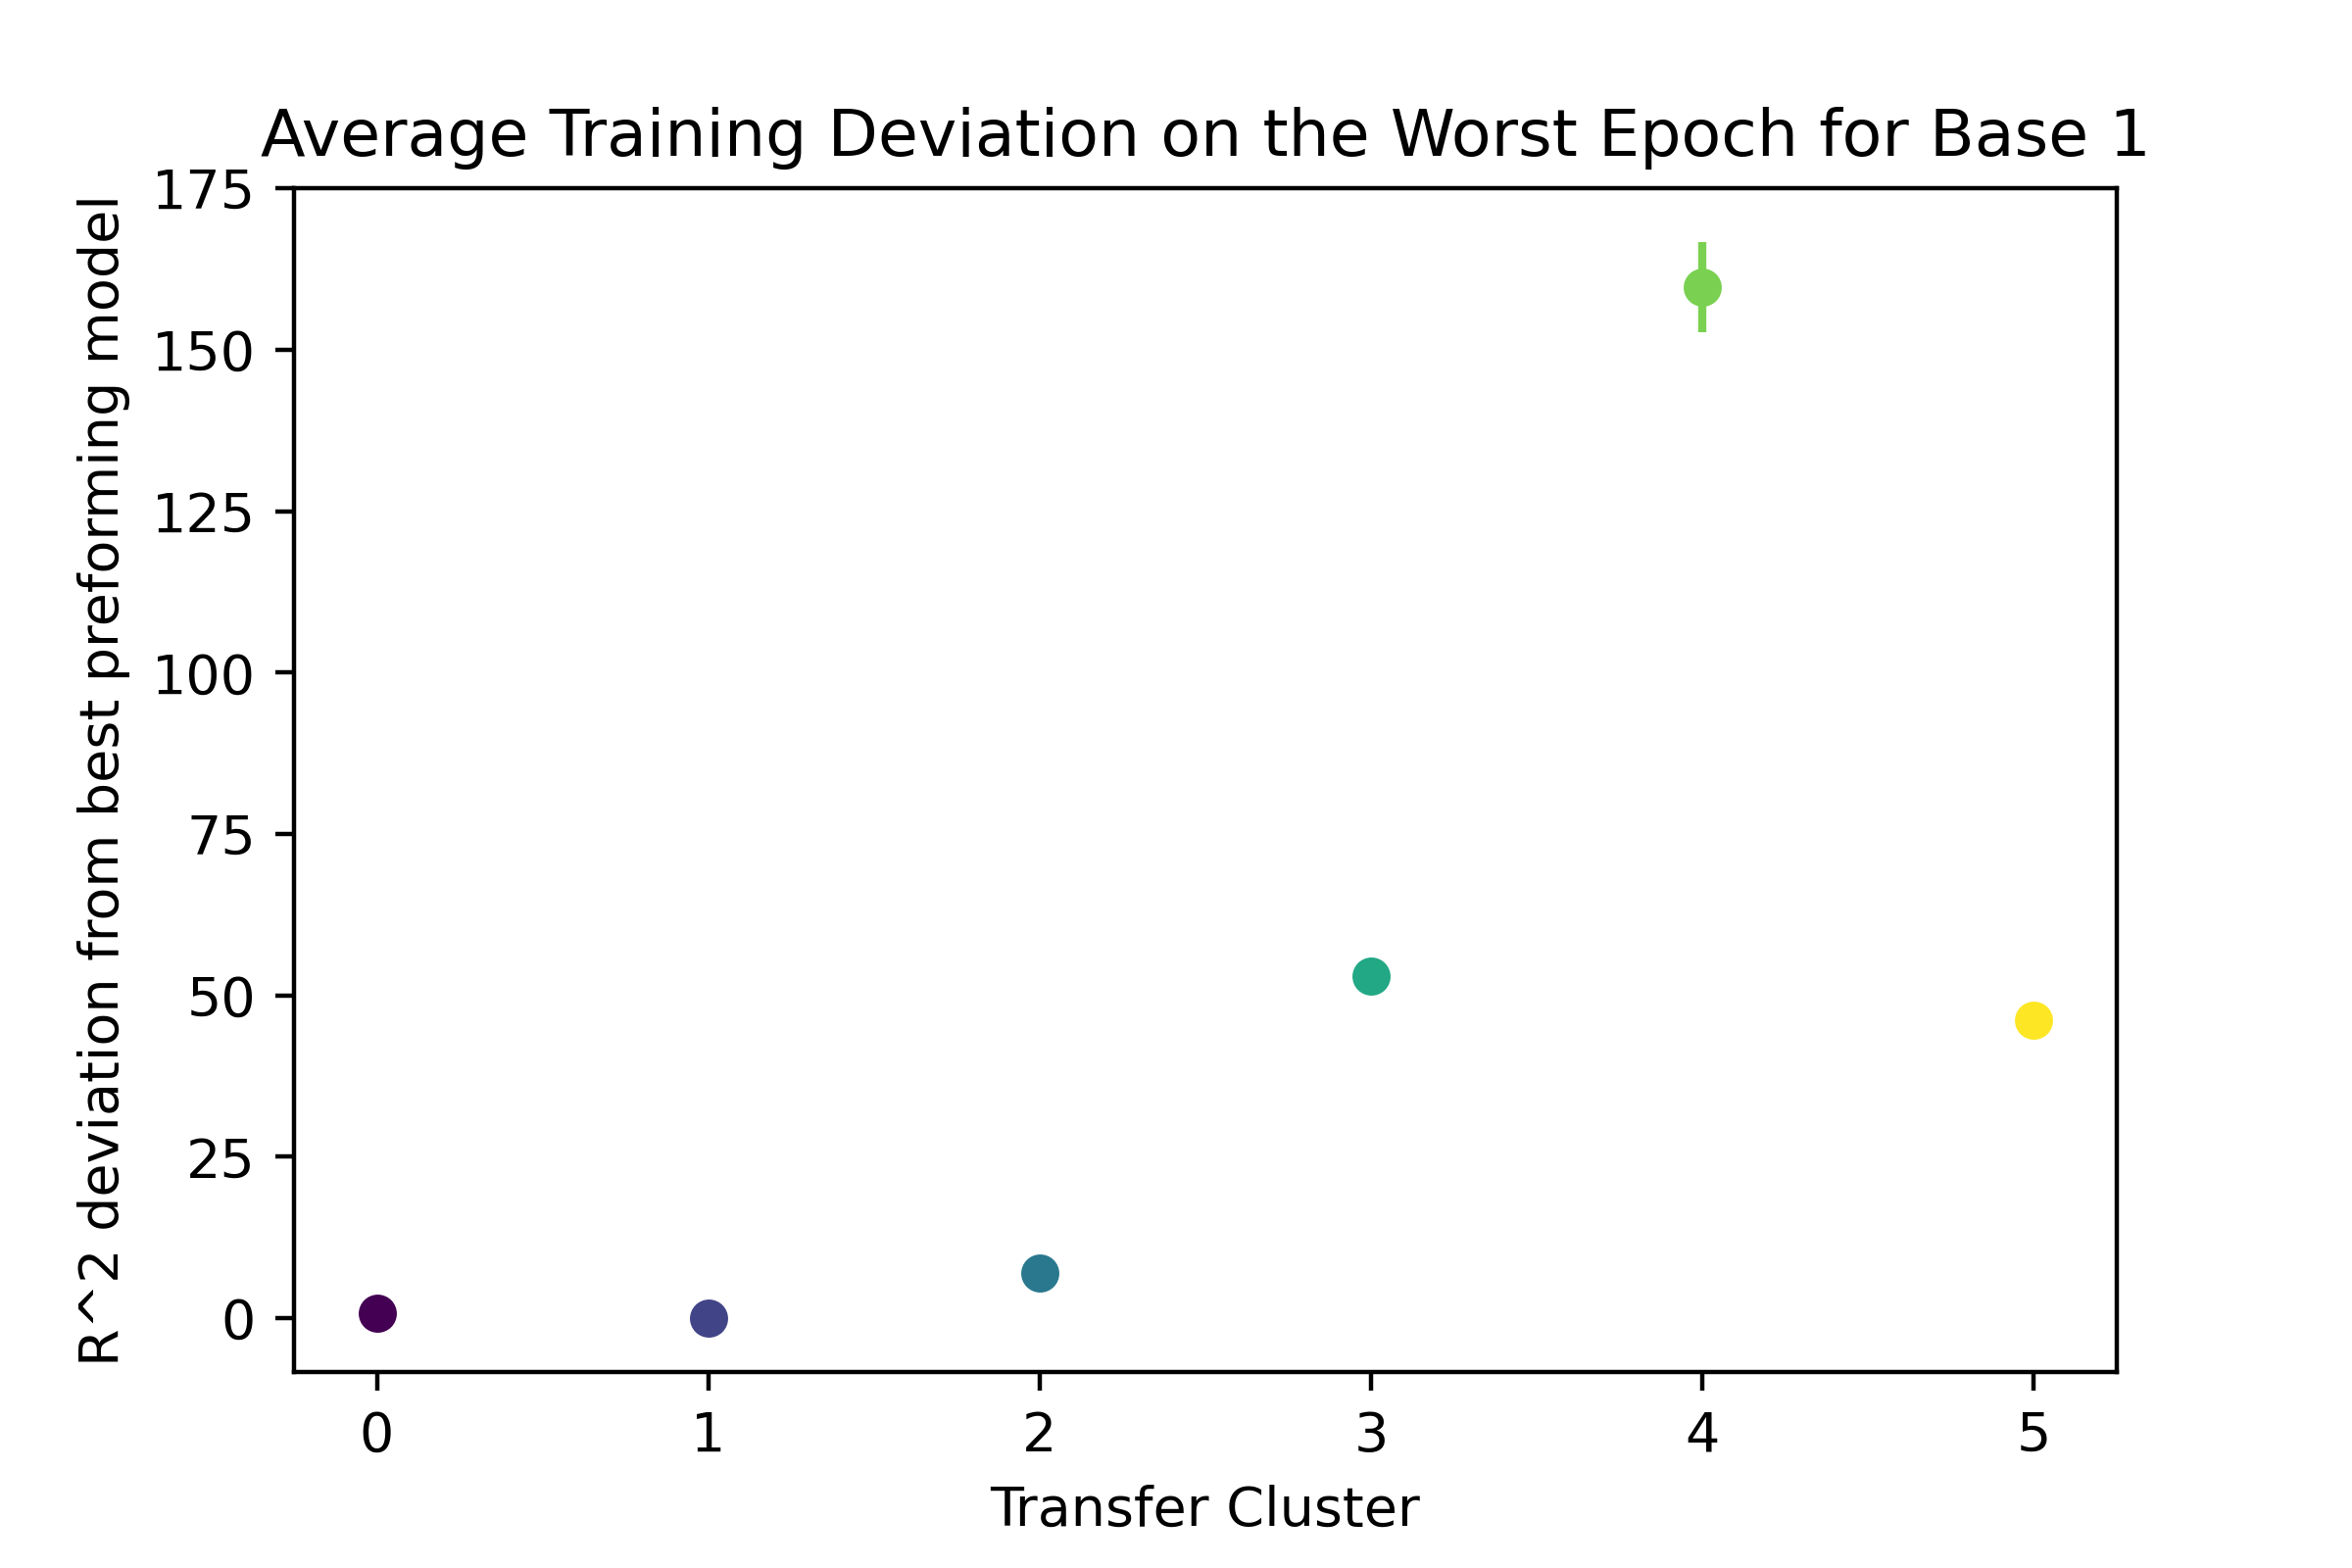 Average Training Deviation on the Worst Epoch for Base 1
R^2 deviation from best preforming model
175
150
125
100
75
50
25
0
0 1 2 3 4 5
Transfer Cluster